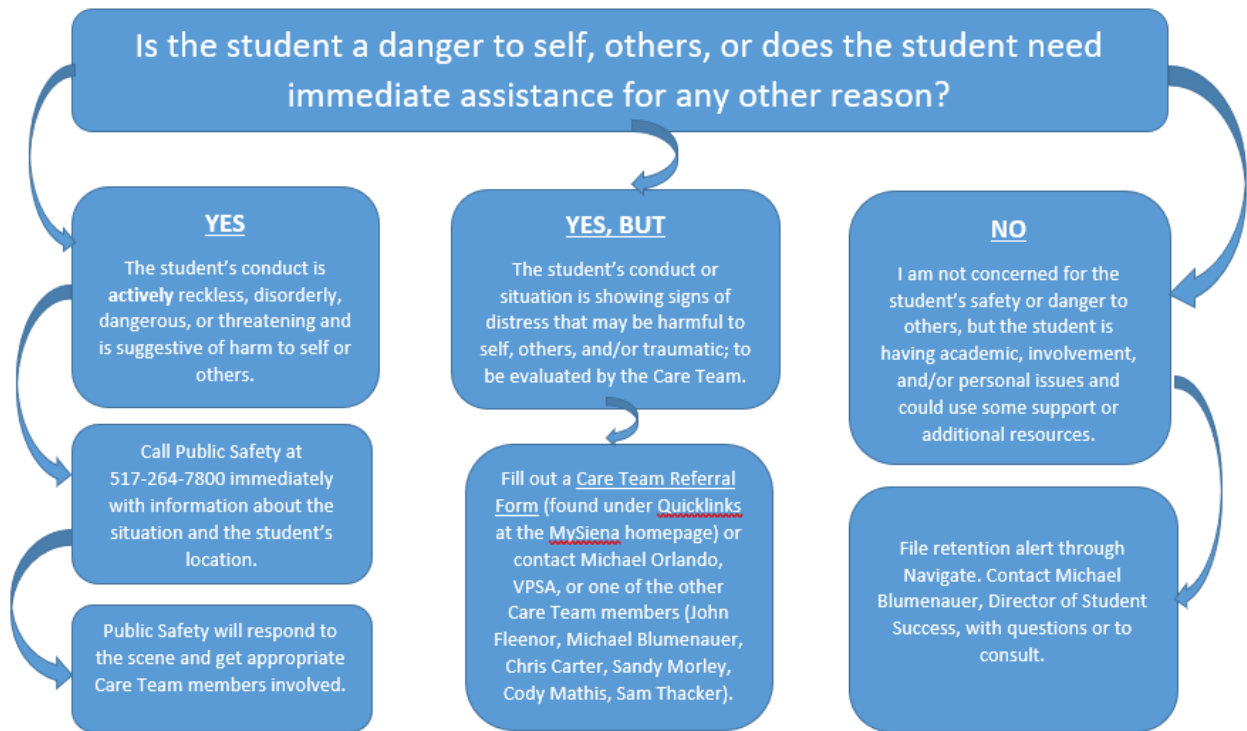 Is the student a danger to self, others, or does the student need
immediate assistance for any other reason?
YES
The student’s conduct is
actively reckless, disorderly,
dangerous, or threatening and
is suggestive of harm to self or
others.
Call Public Safety at
517-264-7800 immediately
with information about the
situation and the student’s
location.
Public Safety will respond to
the scene and get appropriate
Care Team members involved.
YES, BUT
The student’s conduct or
situation is showing signs of
distress that may be harmful to
self, others, and/or traumatic; to
be evaluated by the Care Team.
Fill out a Care Team Referral
Form (found under Quicklinks
at the MySiena homepage) or
contact Michael Orlando,
VPSA, or one of the other
Care Team members (John
Fleenor, Michael Blumenauer,
Chris Carter, Sandy Morley,
Cody Mathis, Sam Thacker).
NO
I am not concerned for the
student’s safety or danger to
others, but the student is
having academic, involvement,
and/or personal issues and
could use some support or
additional resources.
File retention alert through
Navigate. Contact Michael
Blumenauer, Director of Student
Success, with questions or to
consult.